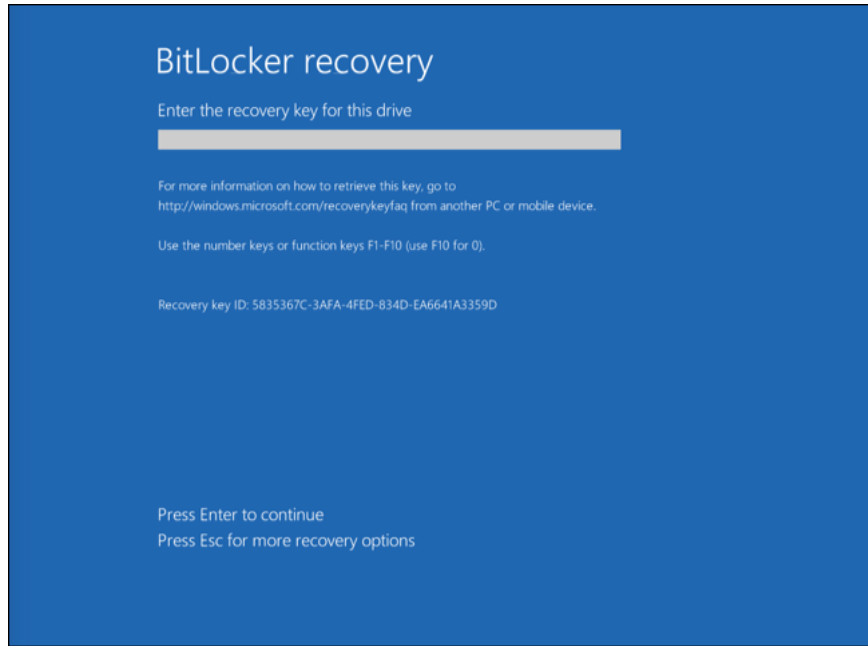 BitLocker recovery
Enter the recovery key for this drive
For more information on how to retrieve this key, go to
http://windows.microsoft.com/recoverykeyfaq from another PC or mobile device.
Use the number keys or function keys F1-F10 (use F10 for 0).
Recovery key ID: 5835367C-3AFA-4FED-834D-EA6641A3359D
Press Enter to continue
Press Esc for more recovery options